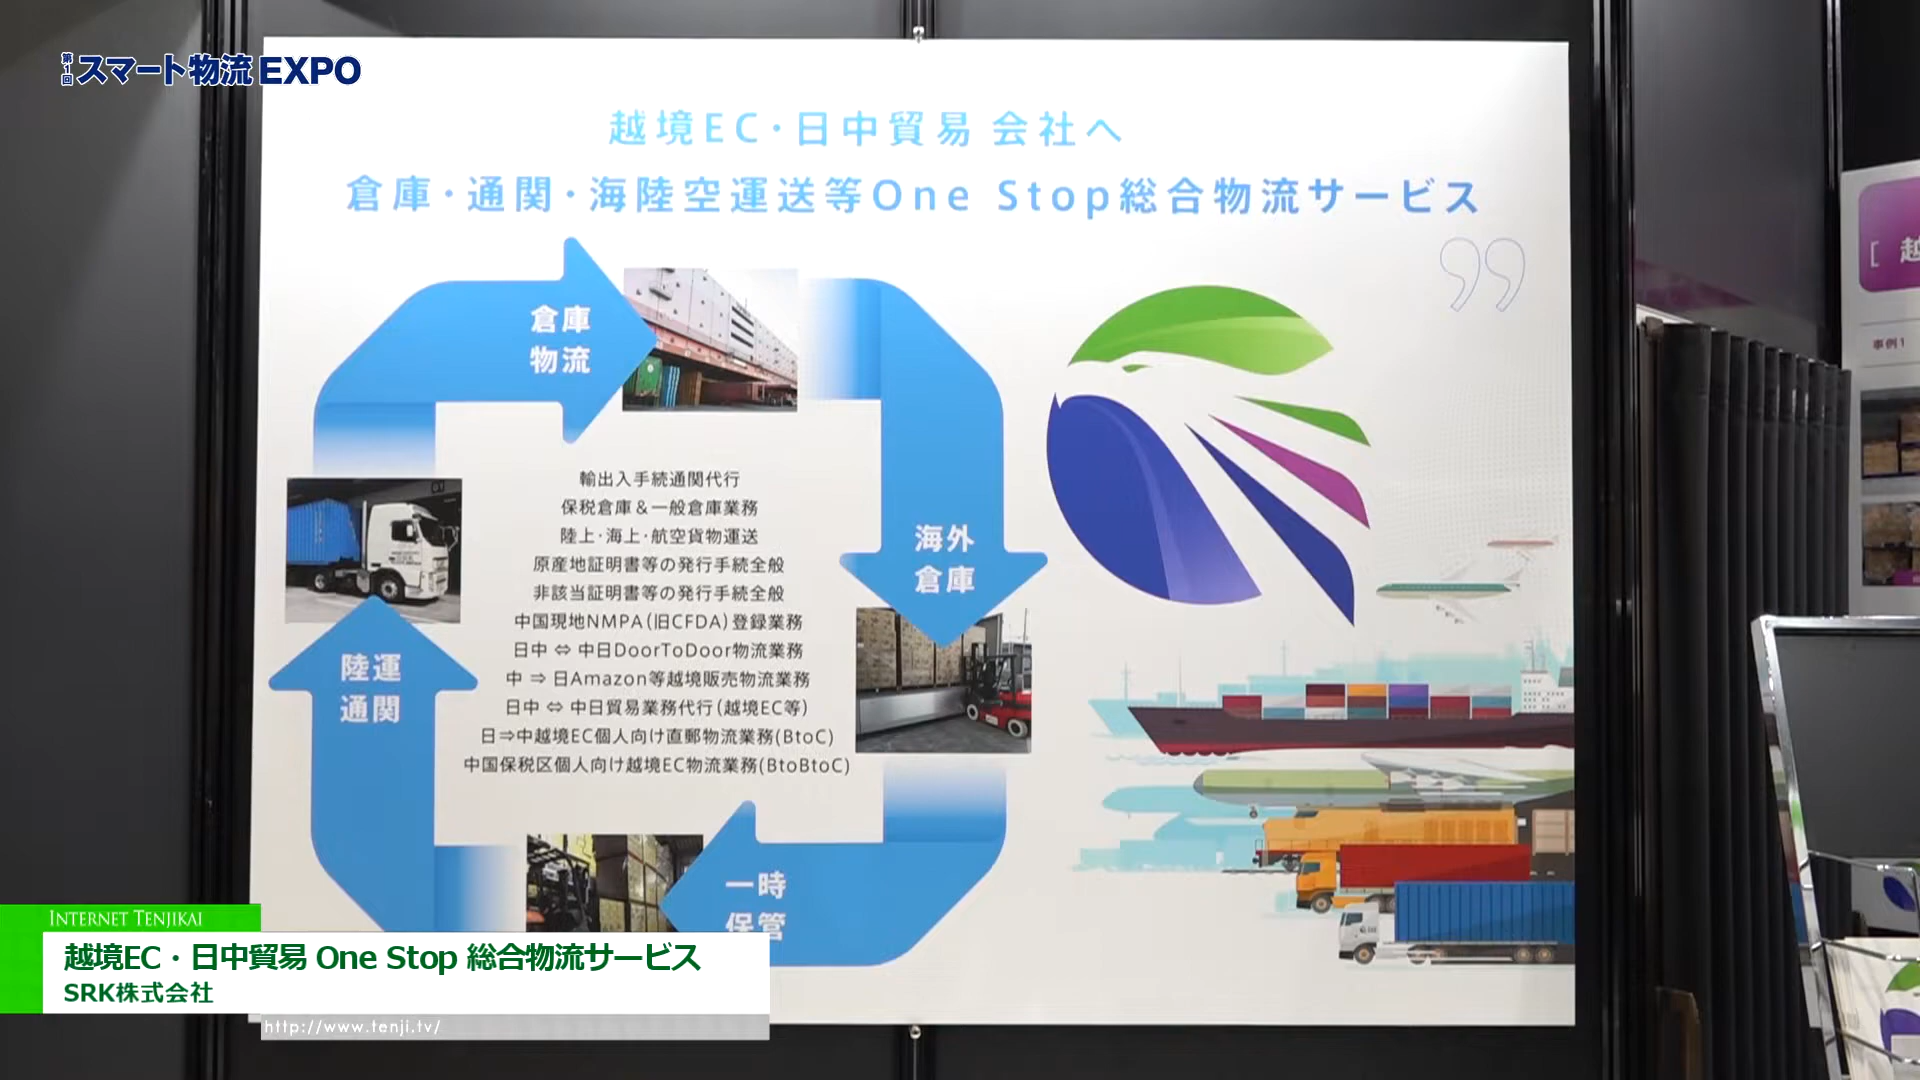 第1回 スマート物流 EXPO
越境EC・日中貿易 会社へ
倉庫・通関・海陸空運送等One Stop総合物流サービス
倉庫
物流
海外
倉庫
輸出入手続通関代行
保税倉庫＆一般倉庫業務
陸上・海上・航空貨物運送
原産地証明書等の発行手続全般
非該当証明書等の発行手続全般
中国現地NMPA(旧CFDA)登録業務
日中 ⇔ 中日DoorToDoor物流業務
中 ⇒ 日Amazon等越境販売物流業務
日中 ⇔ 中日貿易業務代行(越境EC等)
日⇒中越境EC個人向け直郵物流業務(BtoC)
中国保税区個人向け越境EC物流業務(BtoBtoC)
陸運
通関
一時
保管
[ 越
事例1
INTERNET TENJIKAI
越境EC・日中貿易 One Stop 総合物流サービス
SRK株式会社
http://www.tenji.tv/